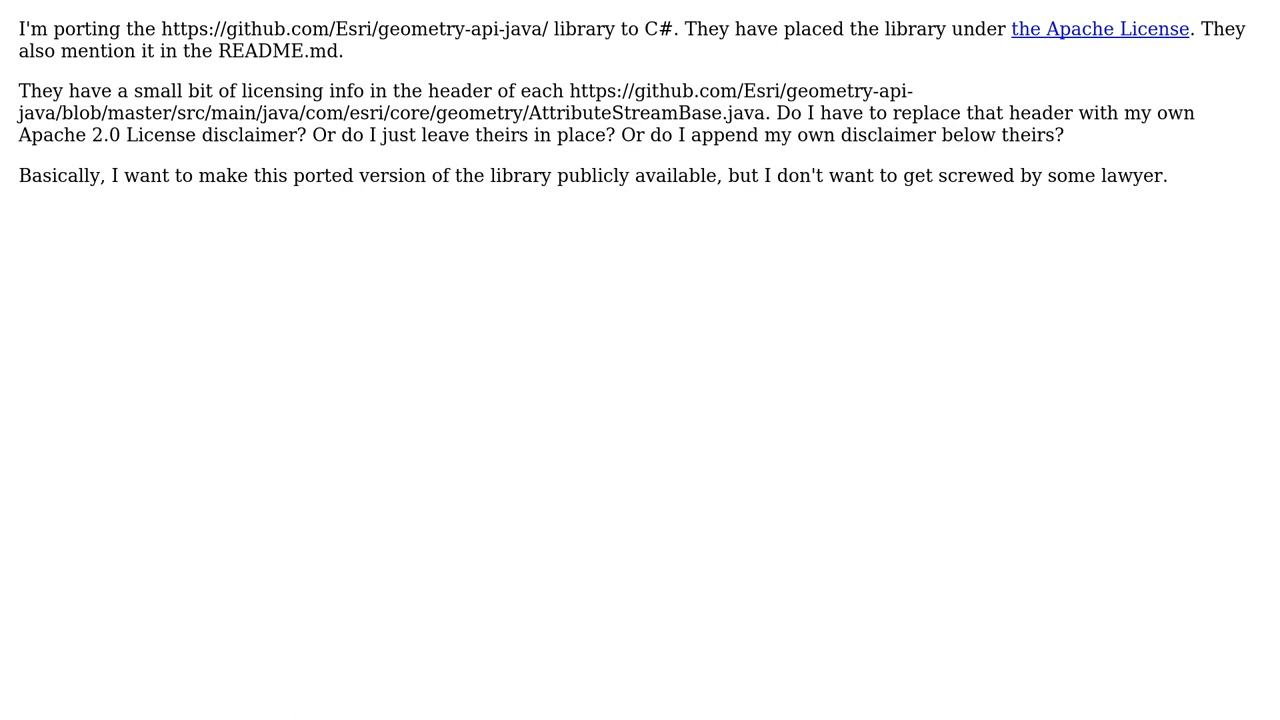 I'm porting the https://github.com/Esri/geometry-api-java/ library to C#. They have placed the library under the Apache License. They
also mention it in the README.md.
They have a small bit of licensing info in the header of each https://github.com/Esri/geometry-api-
java/blob/master/src/main/java/com/esri/core/geometry/AttributeStreamBase.java. Do I have to replace that header with my own
Apache 2.0 License disclaimer? Or do I just leave theirs in place? Or do I append my own disclaimer below theirs?
Basically, I want to make this ported version of the library publicly available, but I don't want to get screwed by some lawyer.